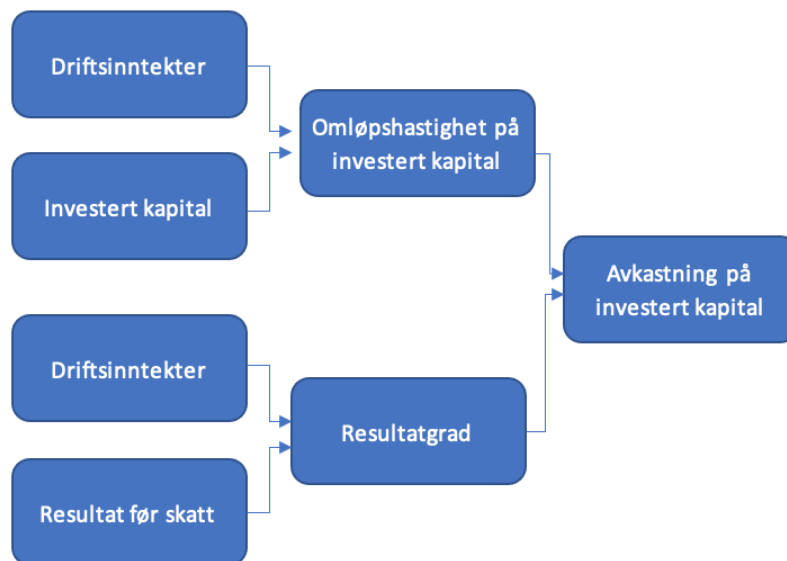 Driftsinntekter
Omløpshastighet på
investert kapital
Investert kapital
Avkastning på
investert kapital
Driftsinntekter
Resultatgrad
Resultat før skatt